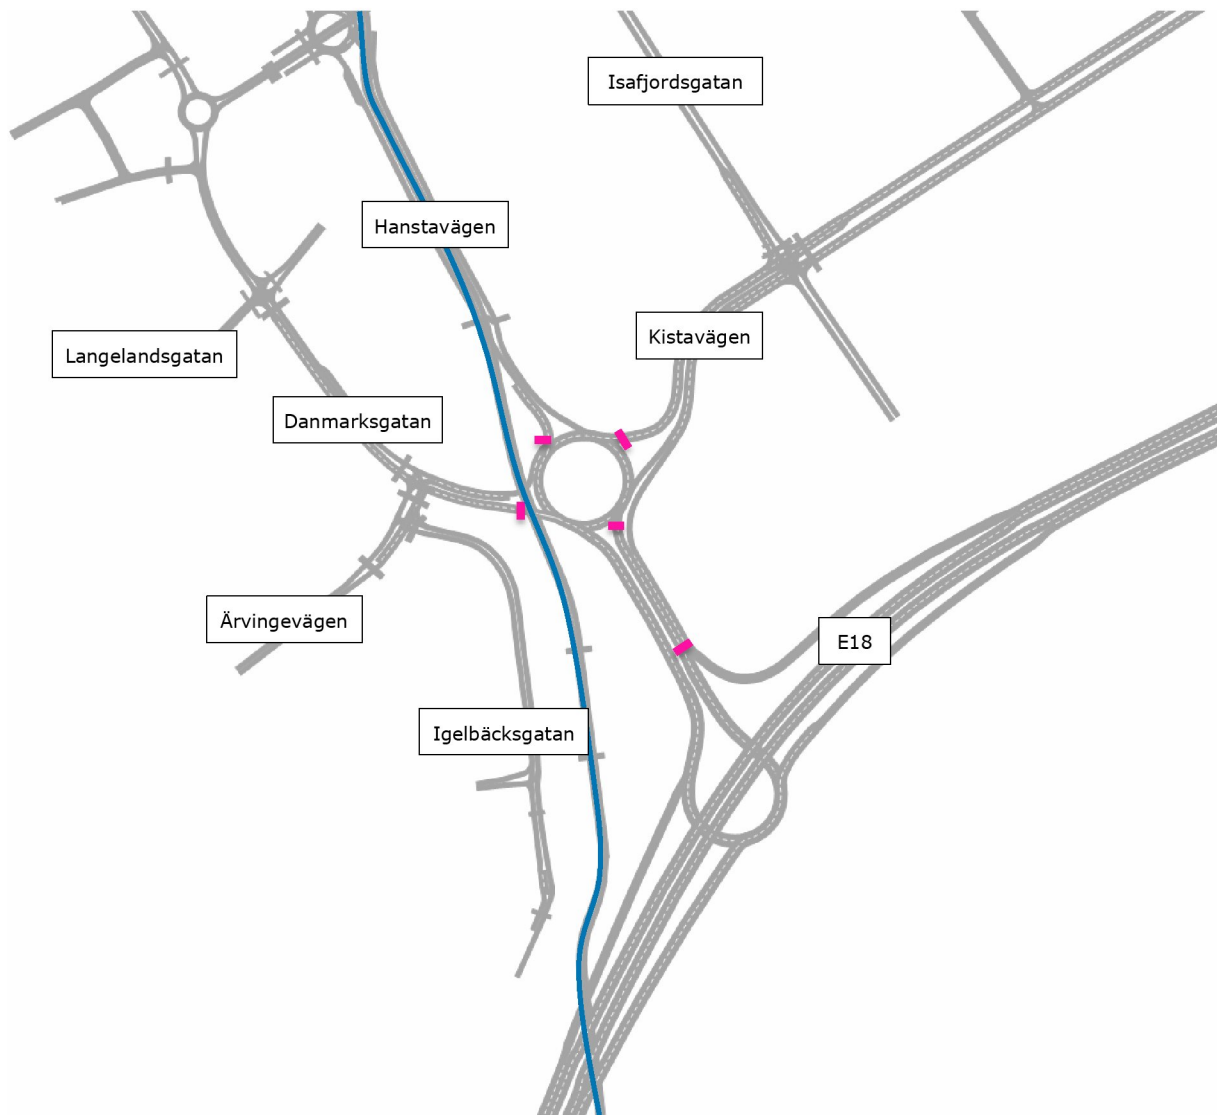 Isafjordsgatan
Hanstavägen
Kistavägen
Langelandsgatan
Danmarksgatan
Ärvingevägen
E18
Igelbäcksgatan